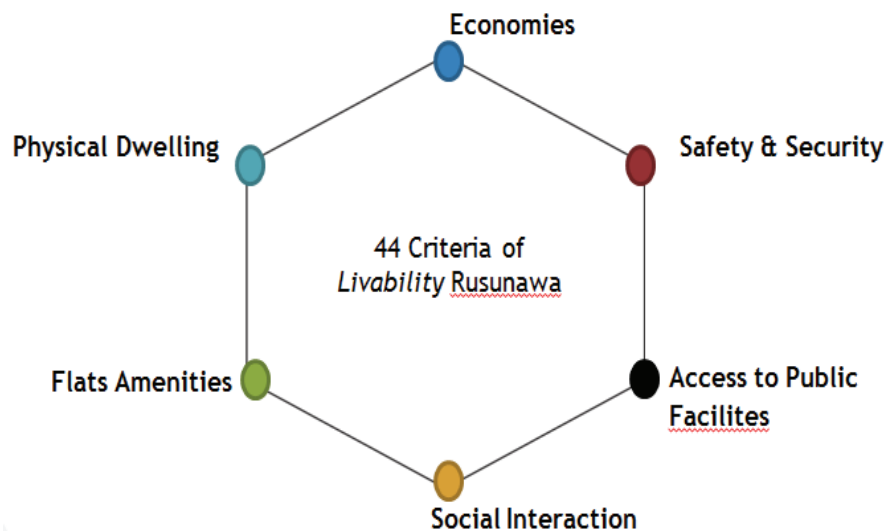 Economies
Physical Dwelling
Safety & Security
44 Criteria of
Livability Rusunawa
Flats Amenities
Access to Public
Facilites
Social Interaction